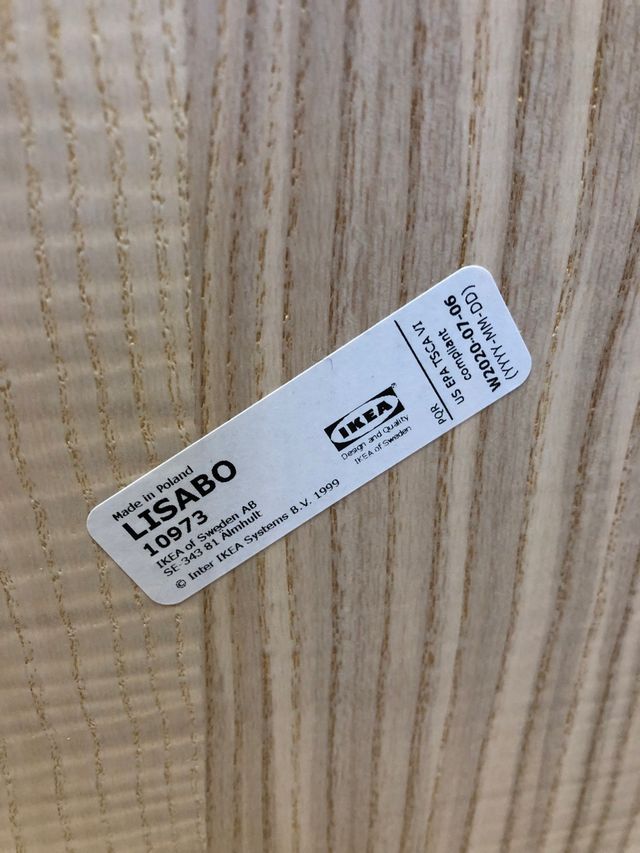 Made in Poland
LISABO
10973
IKEA of Sweden AB
SE-343 81 Älmhult
© Inter IKEA Systems B.V. 1999
IKEA
Design and Quality
IKEA of Sweden
PQR
US EPA TSCA VI
compliant
W2020-07-06
(YYYY-MM-DD)